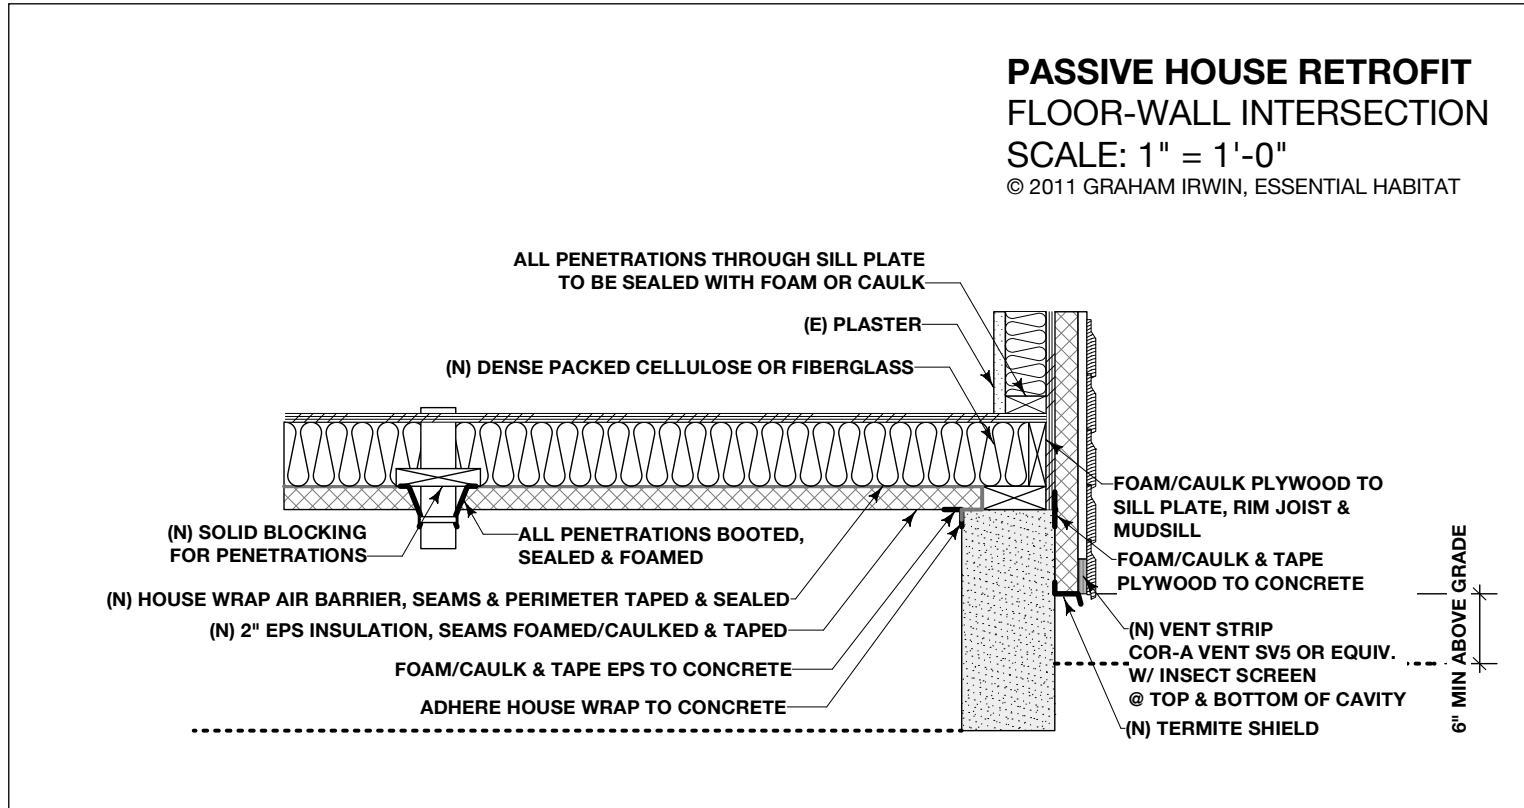 PASSIVE HOUSE RETROFIT
FLOOR-WALL INTERSECTION
SCALE: 1" = 1'-0"
© 2011 GRAHAM IRWIN, ESSENTIAL HABITAT
ALL PENETRATIONS THROUGH SILL PLATE
TO BE SEALED WITH FOAM OR CAULK
(E) PLASTER
(N) DENSE PACKED CELLULOSE OR FIBERGLASS
(N) SOLID BLOCKING
FOR PENETRATIONS
ALL PENETRATIONS BOOTED,
SEALED & FOAMED
(N) HOUSE WRAP AIR BARRIER, SEAMS & PERIMETER TAPED & SEALED
(N) 2" EPS INSULATION, SEAMS FOAMED/CAULKED & TAPED
FOAM/CAULK & TAPE EPS TO CONCRETE
ADHERE HOUSE WRAP TO CONCRETE
FOAM/CAULK PLYWOOD TO
SILL PLATE, RIM JOIST &
MUDSILL
FOAM/CAULK & TAPE
PLYWOOD TO CONCRETE
(N) VENT STRIP
COR-A VENT SV5 OR EQUIV.
W/ INSECT SCREEN
@ TOP & BOTTOM OF CAVITY
(N) TERMITE SHIELD
6" MIN ABOVE GRADE